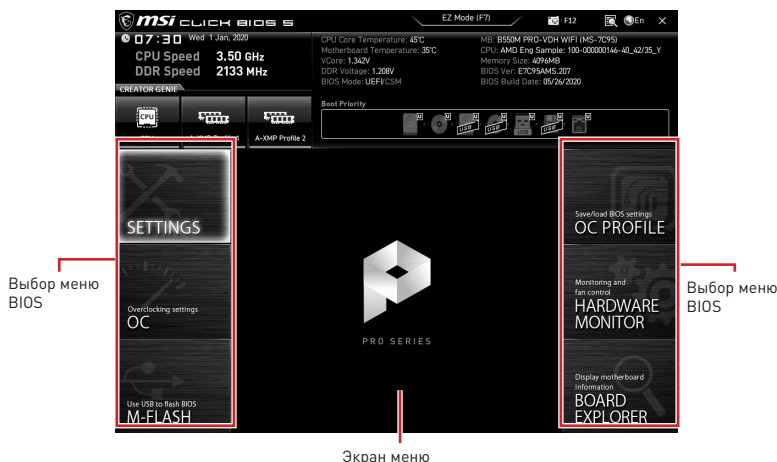 msi CLICK BIOS 5
EZ Mode (F7)
F12
En
07:30 Wed 1 Jan, 2020
CPU Speed 3.50 GHz
DDR Speed 2133 MHz
CREATOR GENIE
CPU
A-XMP Profile 2
CPU Core Temperature: 45°C
Motherboard Temperature: 35°C
VCore: 1.342V
DDR Voltage: 1.208V
BIOS Mode: UEFI/CSM
MB: B550M PRO-VDH WIFI (MS-7C95)
CPU: AMD Eng Sample: 100-000000146-40_42/35_Y
Memory Size: 4096MB
BIOS Ver: E7C95AMS.207
BIOS Build Date: 05/26/2020
Boot Priority
U U U U U U U
USB USB USB USB
SETTINGS
Overclocking settings
OC
Use USB to flash BIOS
M-FLASH
PRO SERIES
Save/load BIOS settings
OC PROFILE
Monitoring and
fan control
HARDWARE
MONITOR
Display motherboard
information
BOARD
EXPLORER
Выбор меню
BIOS
Выбор меню
BIOS
Экран меню